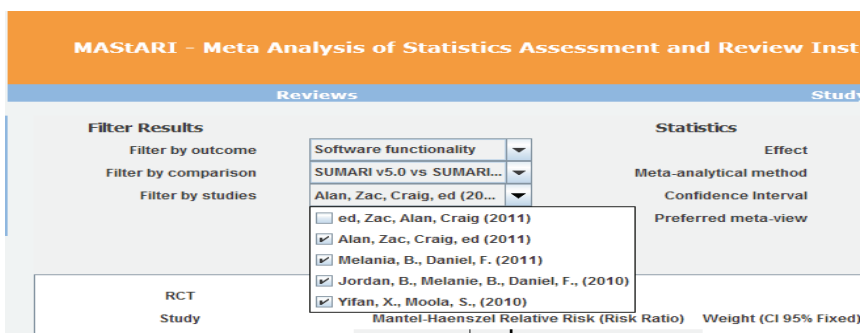 MAStARI - Meta Analysis of Statistics Assessment and Review Inst
Reviews Study
Filter Results Statistics
Filter by outcome Software functionality Effect
Filter by comparison SUMARI v5.0 vs SUMARI... Meta-analytical method
Filter by studies Alan, Zac, Craig, ed (20... Confidence Interval
ed, Zac, Alan, Craig (2011) Preferred meta-view
Alan, Zac, Craig, ed (2011)
Melania, B., Daniel, F. (2011)
Jordan, B., Melanie, B., Daniel, F., (2010)
RCT Yifan, X., Moola, S., (2010)
Study Mantel-Haenszel Relative Risk (Risk Ratio) Weight (CI 95% Fixed)